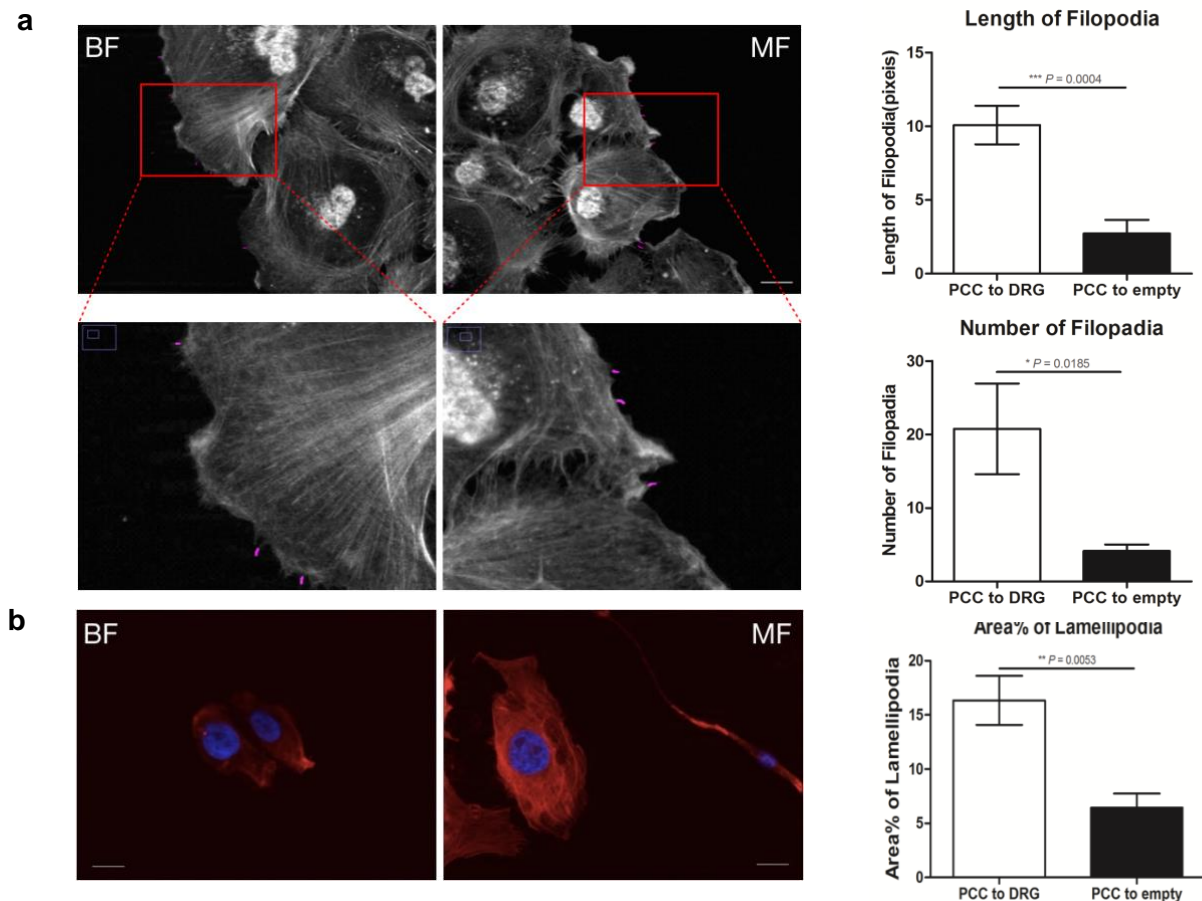 a
BF
MF
Length of Filopodia
*** P = 0.0004
Length of Filopodia(pixeis)
15
10
5
0
PCC to DRG
PCC to empty
Number of Filopadia
* P = 0.0185
Number of Filopadia
30
20
10
0
PCC to DRG
PCC to empty
b
BF
MF
Area% of Lamellipodia
** P = 0.0053
Area% of Lamellipodia
20
15
10
5
0
PCC to DRG
PCC to empty